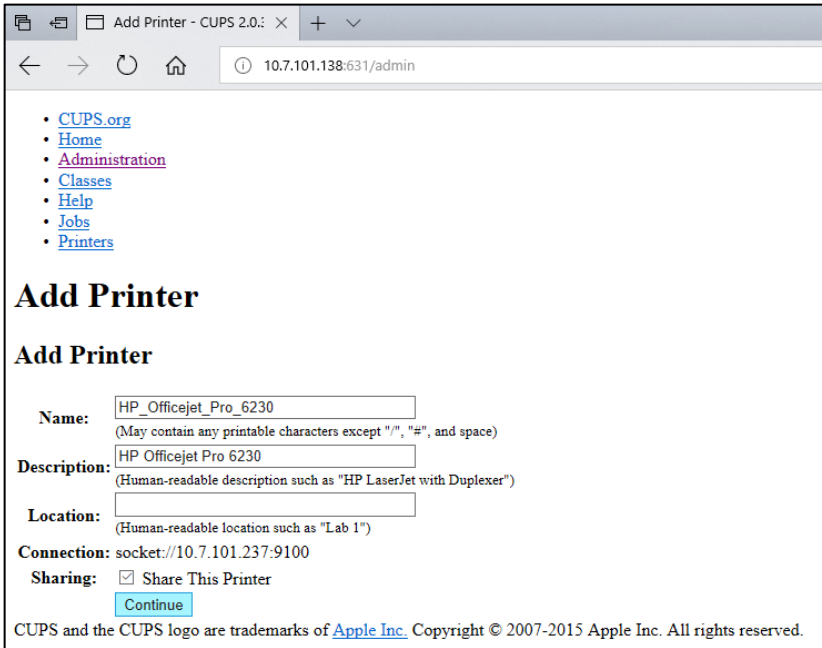 Add Printer - CUPS 2.0.:
10.7.101.138:631/admin
• CUPS.org
• Home
• Administration
• Classes
• Help
• Jobs
• Printers
Add Printer
Add Printer
Name: HP_Officejet_Pro_6230
(May contain any printable characters except "/", "#", and space)
Description: HP Officejet Pro 6230
(Human-readable description such as "HP LaserJet with Duplexer")
Location:
(Human-readable location such as "Lab 1")
Connection: socket://10.7.101.237:9100
Sharing: Share This Printer
Continue
CUPS and the CUPS logo are trademarks of Apple Inc. Copyright © 2007-2015 Apple Inc. All rights reserved.